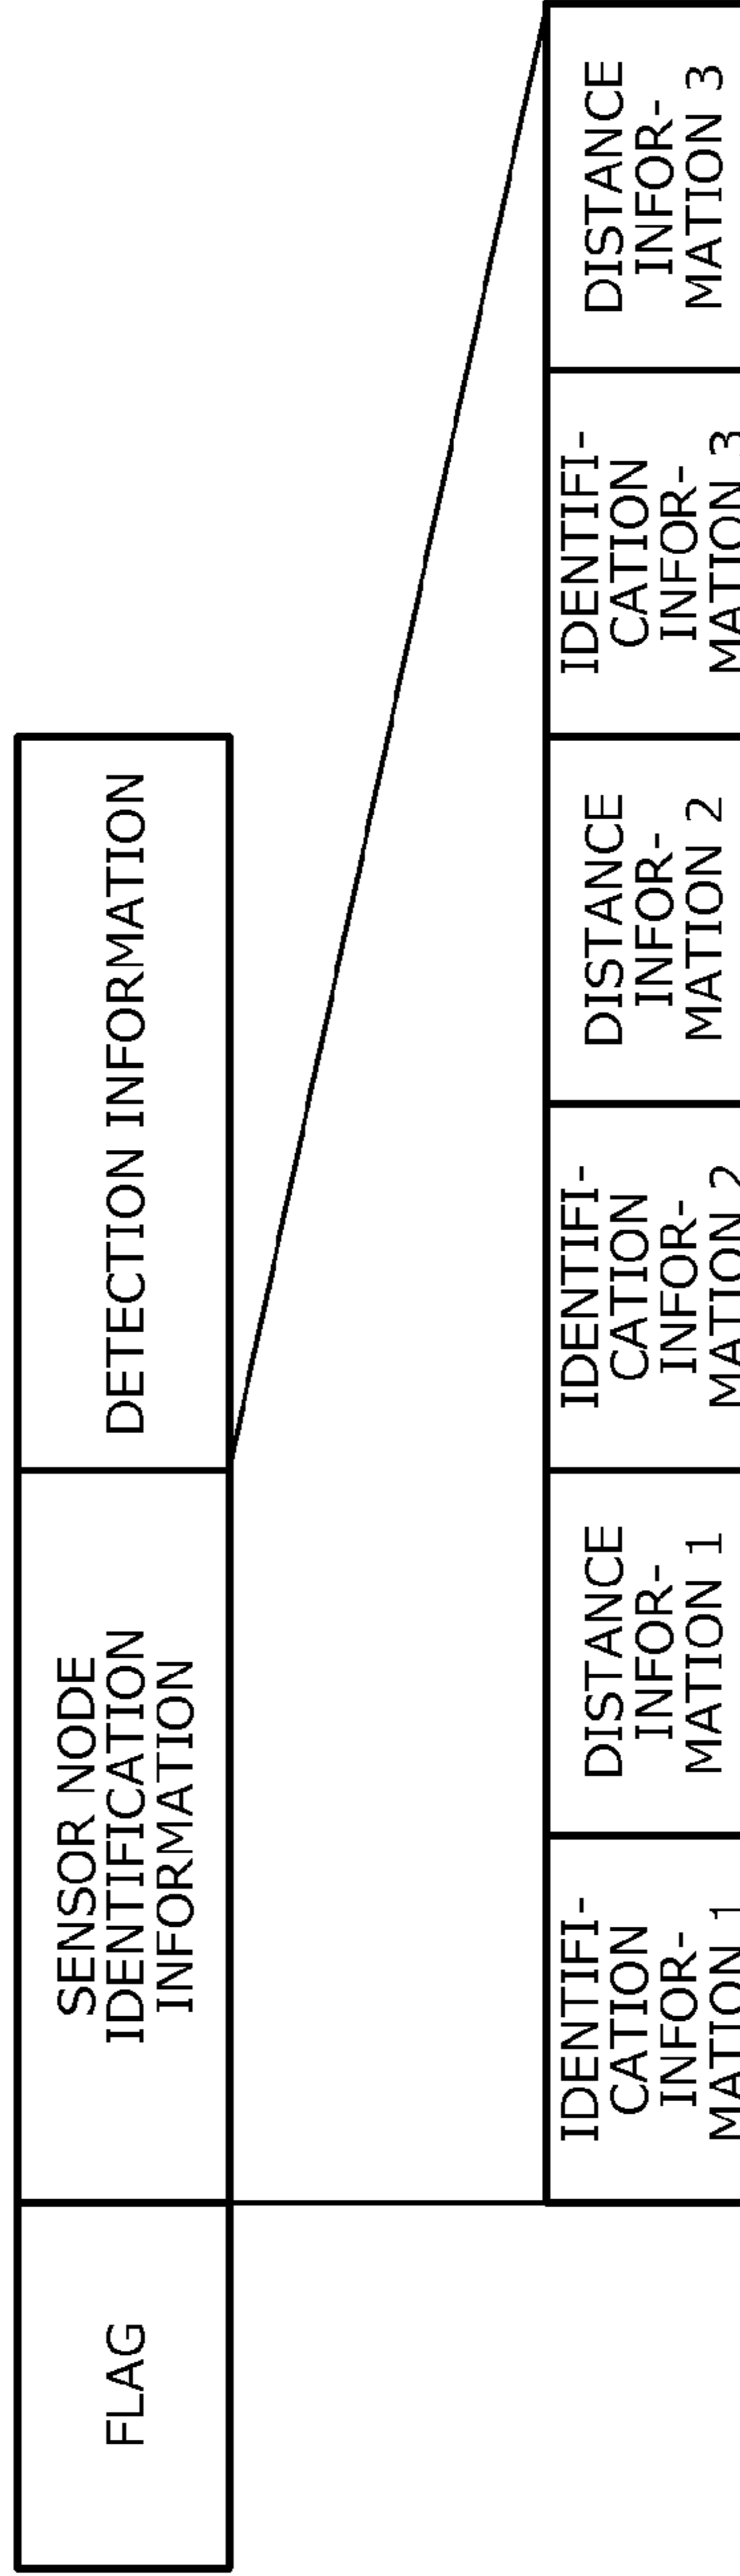 FLAG
SENSOR NODE
IDENTIFICATION
INFORMATION
DETECTION INFORMATION
IDENTIFI-
CATION
INFOR-
MATION 1
DISTANCE
INFOR-
MATION 1
IDENTIFI-
CATION
INFOR-
MATION 2
DISTANCE
INFOR-
MATION 2
IDENTIFI-
CATION
INFOR-
MATION 3
DISTANCE
INFOR-
MATION 3